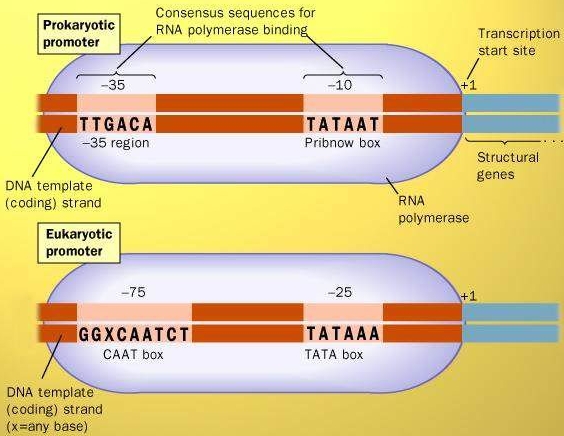 Prokaryotic
promoter
Consensus sequences for
RNA polymerase binding
Transcription
start site
−35
−10
+1
TTGACA
TATAAT
−35 region
Pribnow box
Structural
genes
DNA template
(coding) strand
RNA
polymerase
Eukaryotic
promoter
−75
−25
+1
GGXCAATCT
TATAAA
CAAT box
TATA box
DNA template
(coding) strand
(x=any base)